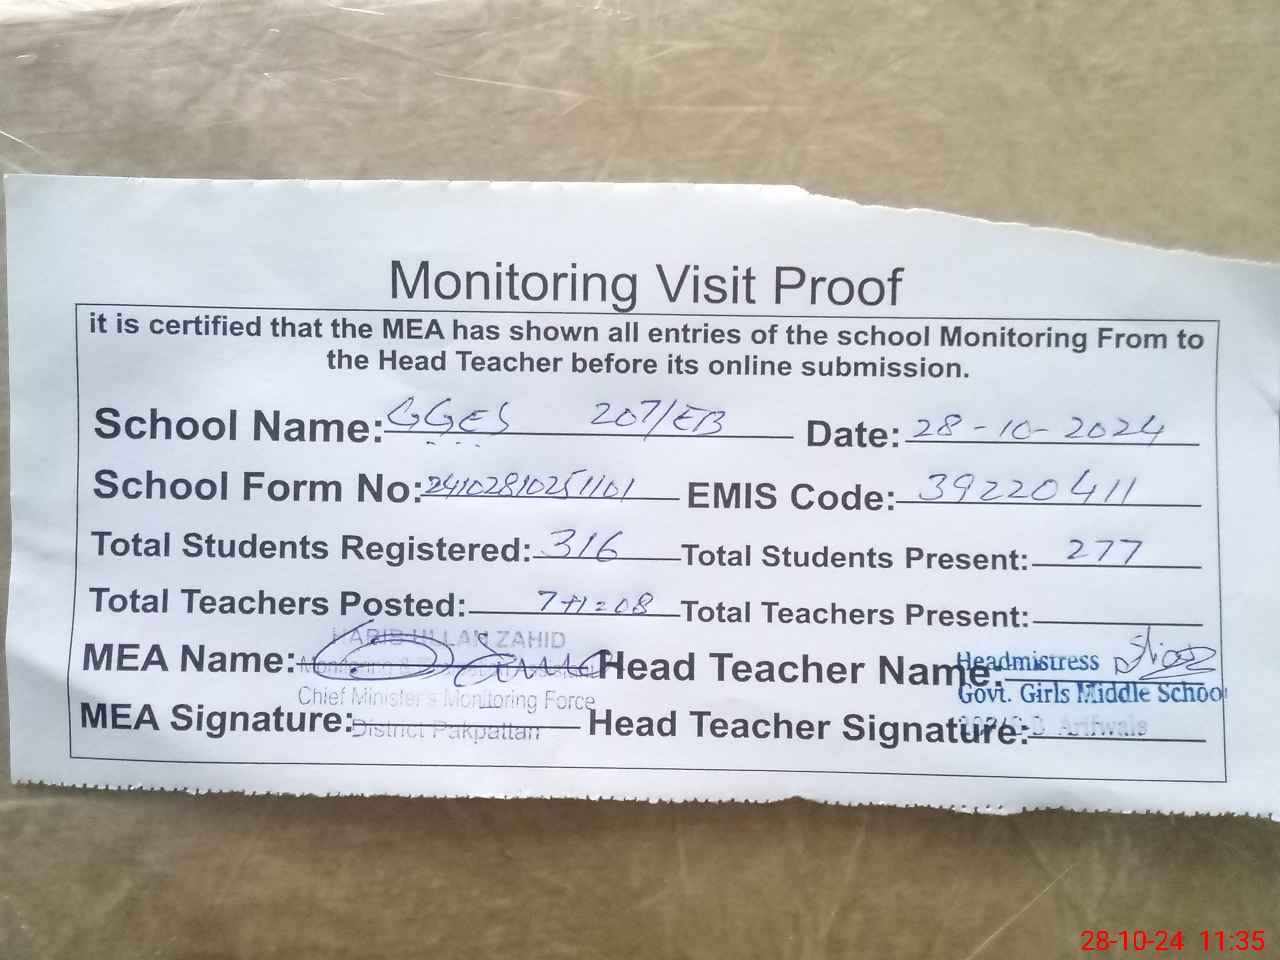 Monitoring Visit Proof
it is certified that the MEA has shown all entries of the school Monitoring From to
the Head Teacher before its online submission.
School Name: GGES 207/EB Date: 28-10-2024
School Form No: 24102810251101 EMIS Code: 39220411
Total Students Registered: 316 Total Students Present: 277
Total Teachers Posted: 7+1=08 Total Teachers Present:
HABIB ULLAH ZAHID
MEA Name: Head Teacher Name: Headmistress
Monitoring &
Chief Minister's Monitoring Force Govt. Girls Middle School
MEA Signature: District Pakpattan Head Teacher Signature: Arifwala
28-10-24 11:35